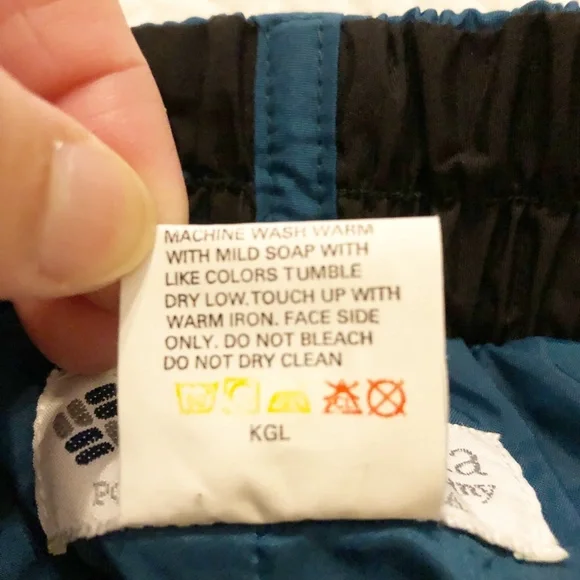 MACHINE WASH WARM
WITH MILD SOAP WITH
LIKE COLORS TUMBLE
DRY LOW. TOUCH UP WITH
WARM IRON. FACE SIDE
ONLY. DO NOT BLEACH
DO NOT DRY CLEAN
CL
KGL